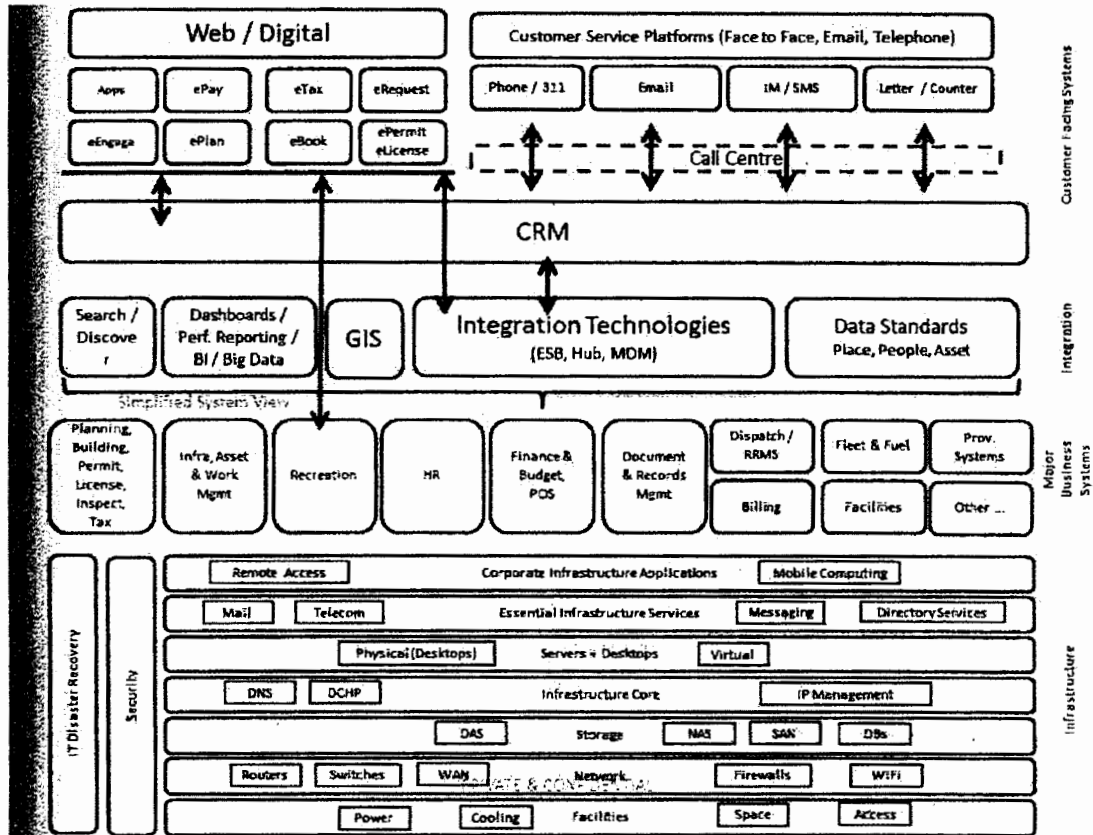 Web / Digital
Customer Service Platforms (Face to Face, Email, Telephone)
Apps
ePay
eTax
eRequest
Phone / 311
Email
IM / SMS
Letter / Counter
eEngage
ePlan
eBook
ePermit
eLicense
Call Centre
Customer Facing Systems
CRM
Search /
Discove
r
Dashboards /
Perf. Reporting /
BI / Big Data
GIS
Integration Technologies
(ESB, Hub, MDM)
Data Standards
Place, People, Asset
Integration
Simplified System View
Planning,
Building,
Permit,
License,
Inspect,
Tax
Infra, Asset
& Work
Mgmt
Recreation
HR
Finance &
Budget,
POS
Document
& Records
Mgmt
Dispatch /
RRMS
Fleet & Fuel
Prov.
Systems
Billing
Facilities
Other ...
Major
Business
Systems
IT Disaster Recovery
Security
Remote Access
Corporate Infrastructure Applications
Mobile Computing
Mail
Telecom
Essential Infrastructure Services
Messaging
Directory Services
Physical (Desktops)
Servers + Desktops
Virtual
DNS
DCHP
Infrastructure Core
IP Management
DAS
Storage
NAS
SAN
DBs
Routers
Switches
WAN
Network
Firewalls
WiFi
PRIVATE & CONFIDENTIAL
Power
Cooling
Facilities
Space
Access
Infrastructure